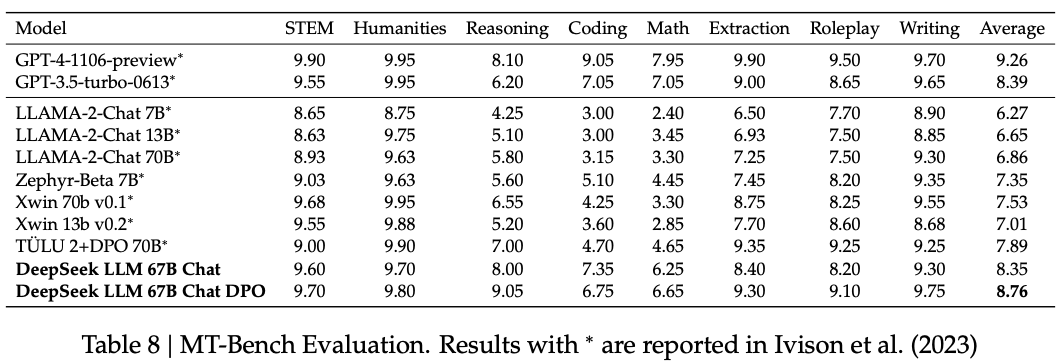 Model STEM Humanities Reasoning Coding Math Extraction Roleplay Writing Average
GPT-4-1106-preview* 9.90 9.95 8.10 9.05 7.95 9.90 9.50 9.70 9.26
GPT-3.5-turbo-0613* 9.55 9.95 6.20 7.05 7.05 9.00 8.65 9.65 8.39
LLAMA-2-Chat 7B* 8.65 8.75 4.25 3.00 2.40 6.50 7.70 8.90 6.27
LLAMA-2-Chat 13B* 8.63 9.75 5.10 3.00 3.45 6.93 7.50 8.85 6.65
LLAMA-2-Chat 70B* 8.93 9.63 5.80 3.15 3.30 7.25 7.50 9.30 6.86
Zephyr-Beta 7B* 9.03 9.63 5.60 5.10 4.45 7.45 8.20 9.35 7.35
Xwin 70b v0.1* 9.68 9.95 6.55 4.25 3.30 8.75 8.25 9.55 7.53
Xwin 13b v0.2* 9.55 9.88 5.20 3.60 2.85 7.70 8.60 8.68 7.01
TÜLU 2+DPO 70B* 9.00 9.90 7.00 4.70 4.65 9.35 9.25 9.25 7.89
DeepSeek LLM 67B Chat 9.60 9.70 8.00 7.35 6.25 8.40 8.20 9.30 8.35
DeepSeek LLM 67B Chat DPO 9.70 9.80 9.05 6.75 6.65 9.30 9.10 9.75 8.76
Table 8 | MT-Bench Evaluation. Results with * are reported in Ivison et al. (2023)